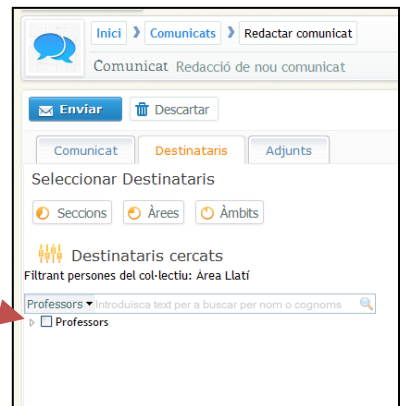 Inici Comunicats Redactar comunicat
Comunicat Redacció de nou comunicat
Enviar Descartar
Comunicat Destinataris Adjunts
Seleccionar Destinataris
Seccions Àrees Àmbits
Destinataris cercats
Filtrant persones del col·lectiu: Àrea Llatí
Professors Introduïsca text per a buscar per nom o cognoms
Professors